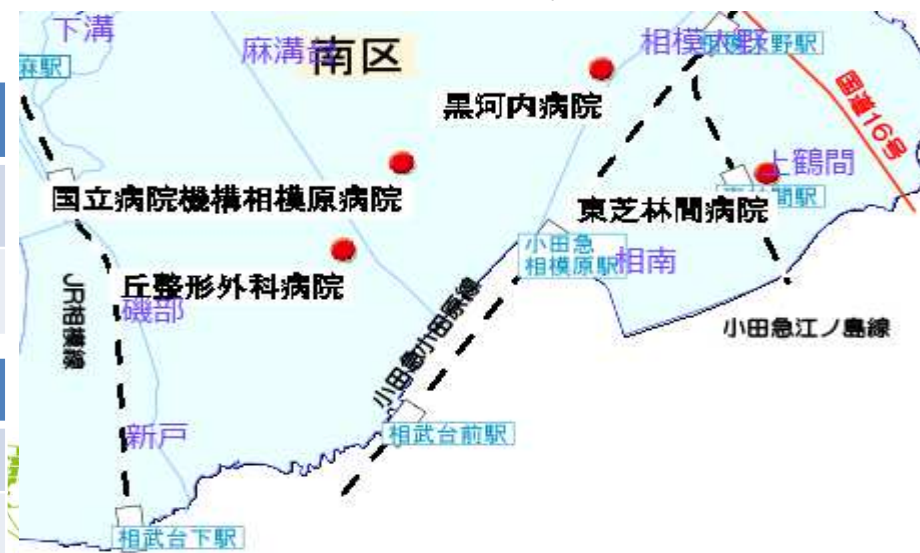 下溝
麻溝台
南区
相模大野
相模大野駅
麻駅
黒河内病院
国道16号
国立病院機構相模原病院
上鶴間
東芝林間病院
間駅
小田急
相模原駅
相南
丘整形外科病院
JR相模線
磯部
小田急小田原線
小田急江ノ島線
新戸
相武台前駅
相武台下駅